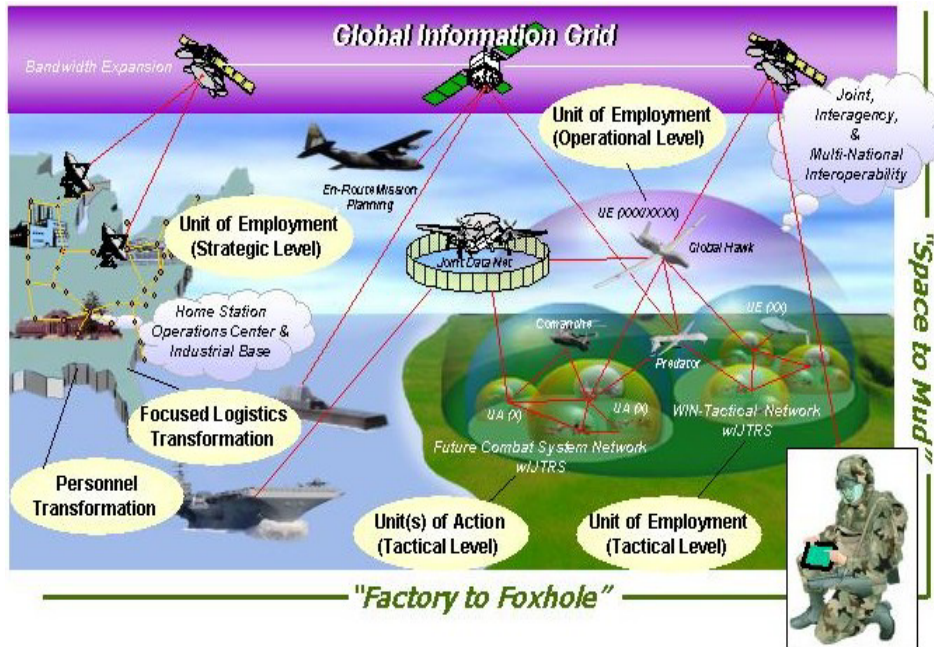 Global Information Grid
Bandwidth Expansion
Unit of Employment
(Operational Level)
Joint,
Interagency,
&
Multi-National
Interoperability
En-Route Mission
Planning
Unit of Employment
(Strategic Level)
UE (XXX/XXXX)
Joint Data Net
Global Hawk
Home Station
Operations Center &
Industrial Base
Comanche
UE (XX)
Predator
Focused Logistics
Transformation
UA (X)
UA (X)
WIN-Tactical Network
w/JTRS
Future Combat System Network
w/JTRS
Personnel
Transformation
Unit(s) of Action
(Tactical Level)
Unit of Employment
(Tactical Level)
"Space to Mud"
"Factory to Foxhole"